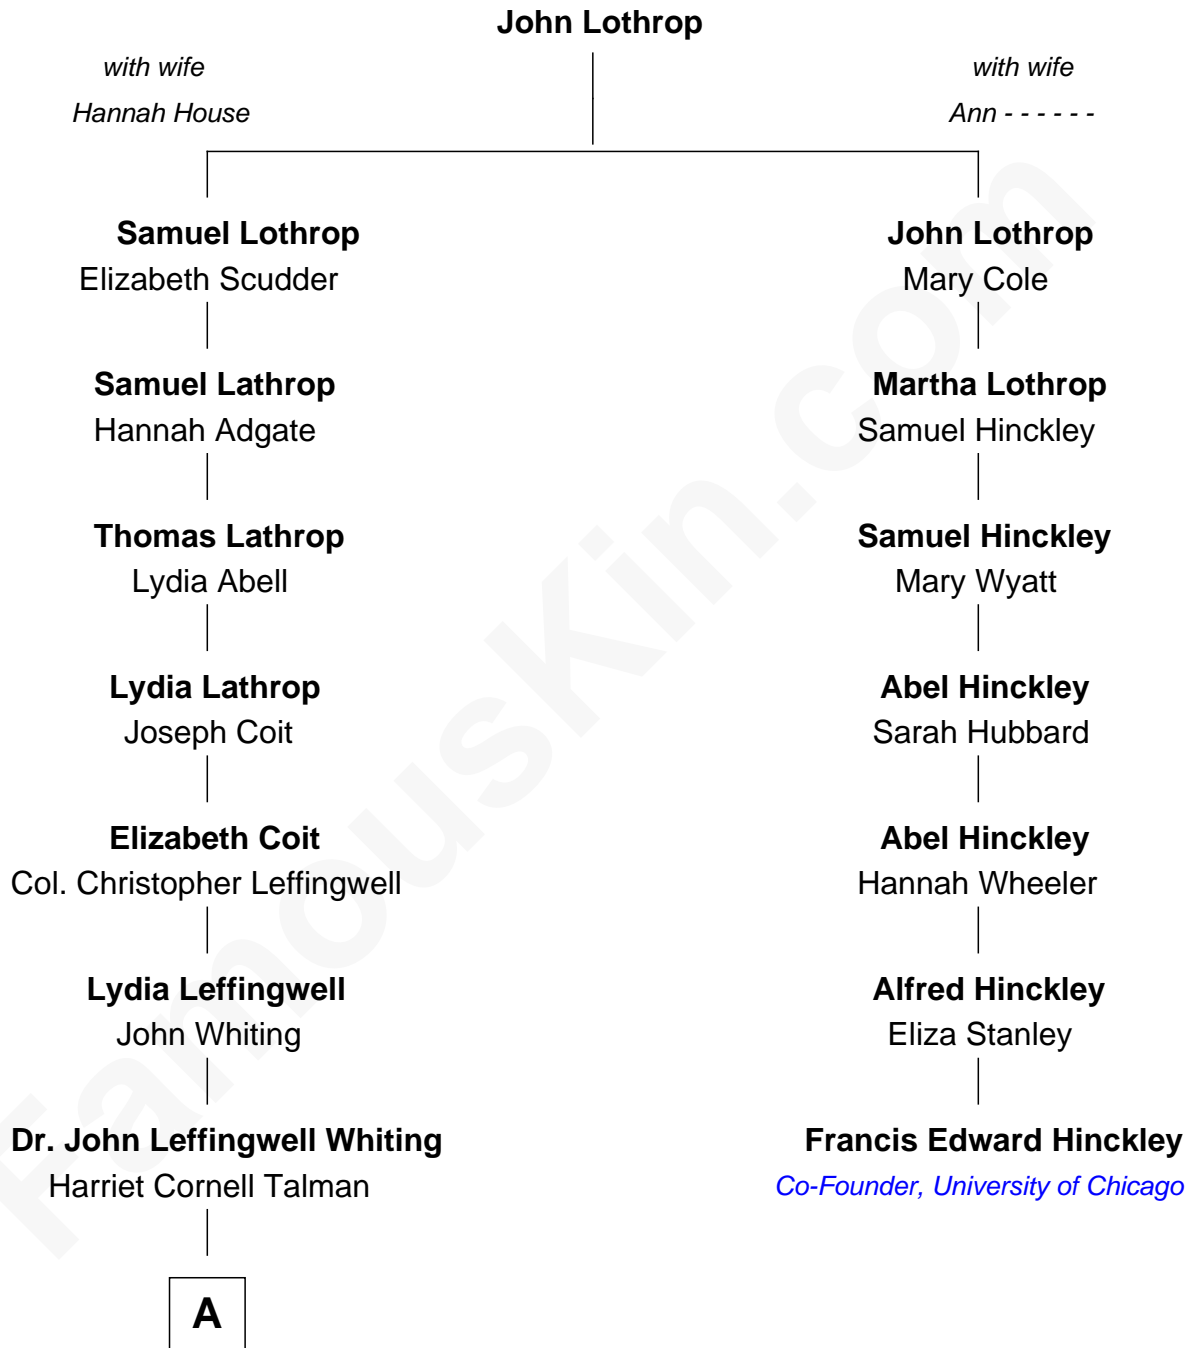 John Lothrop
with wife
Hannah House
with wife
Ann - - - - - -
Samuel Lothrop
Elizabeth Scudder
John Lothrop
Mary Cole
Samuel Lathrop
Hannah Adgate
Martha Lothrop
Samuel Hinckley
Thomas Lathrop
Lydia Abell
Samuel Hinckley
Mary Wyatt
Lydia Lathrop
Joseph Coit
Abel Hinckley
Sarah Hubbard
Elizabeth Coit
Col. Christopher Leffingwell
Abel Hinckley
Hannah Wheeler
Lydia Leffingwell
John Whiting
Alfred Hinckley
Eliza Stanley
Dr. John Leffingwell Whiting
Harriet Cornell Talman
Francis Edward Hinckley
Co-Founder, University of Chicago
A
FamousKin.com